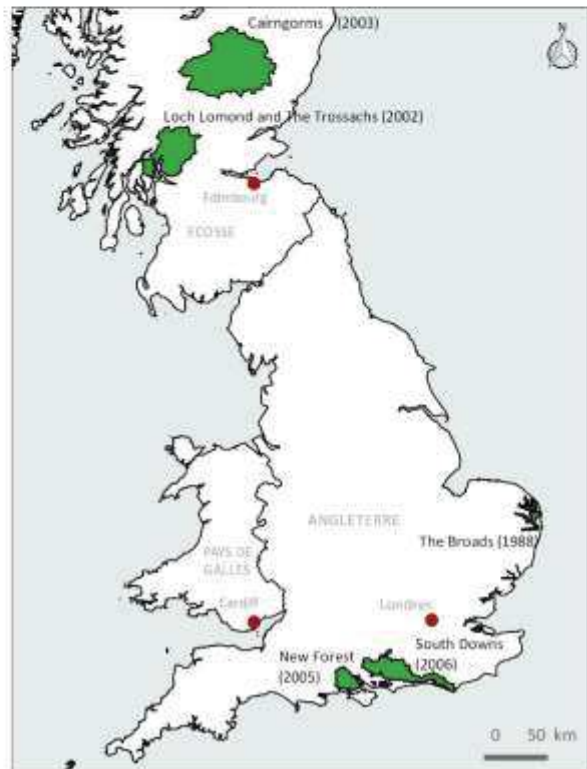 Cairngorms (2003)
N
Loch Lomond and The Trossachs (2002)
Edimbourg
ECOSSE
ANGLETERRE
The Broads (1988)
PAYS DE
GALLES
Cardiff
Londres
South Downs
(2006)
New Forest
(2005)
0 50 km